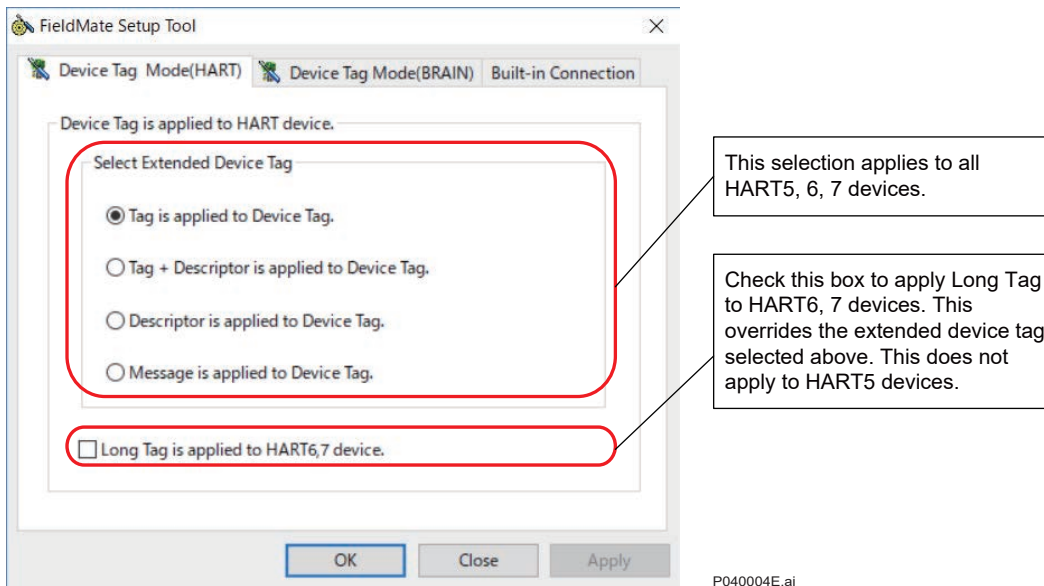 FieldMate Setup Tool
Device Tag Mode(HART)
Device Tag Mode(BRAIN)
Built-in Connection
Device Tag is applied to HART device.
Select Extended Device Tag
Tag is applied to Device Tag.
Tag + Descriptor is applied to Device Tag.
Descriptor is applied to Device Tag.
Message is applied to Device Tag.
Long Tag is applied to HART6,7 device.
OK
Close
Apply
This selection applies to all
HART5, 6, 7 devices.
Check this box to apply Long Tag
to HART6, 7 devices. This
overrides the extended device tag
selected above. This does not
apply to HART5 devices.
P040004E.ai